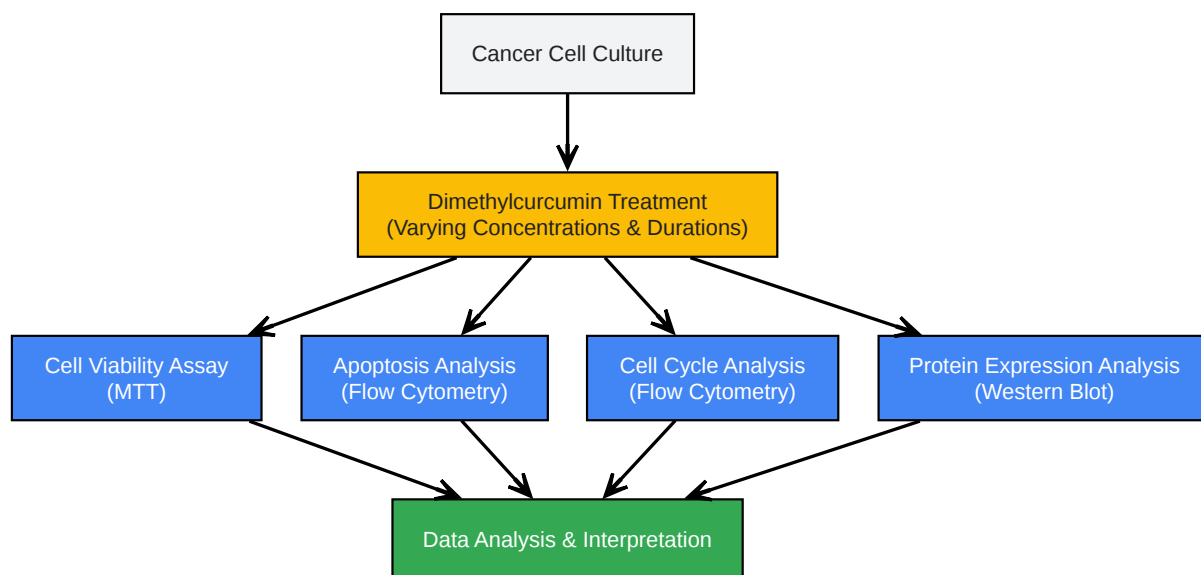 Cancer Cell Culture
Dimethylcurcumin Treatment
(Varying Concentrations & Durations)
Cell Viability Assay
(MTT)
Apoptosis Analysis
(Flow Cytometry)
Cell Cycle Analysis
(Flow Cytometry)
Protein Expression Analysis
(Western Blot)
Data Analysis & Interpretation